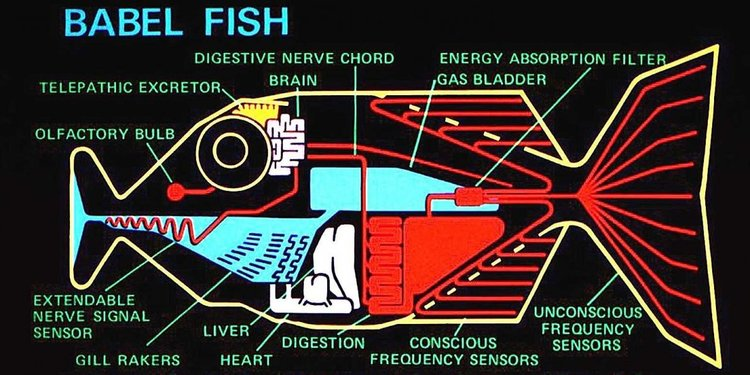 BABEL FISH
DIGESTIVE NERVE CHORD
ENERGY ABSORPTION FILTER
TELEPATHIC EXCRETOR
BRAIN
GAS BLADDER
OLFACTORY BULB
EXTENDABLE
NERVE SIGNAL
SENSOR
GILL RAKERS
LIVER
HEART
DIGESTION
CONSCIOUS
FREQUENCY SENSORS
UNCONSCIOUS
FREQUENCY
SENSORS